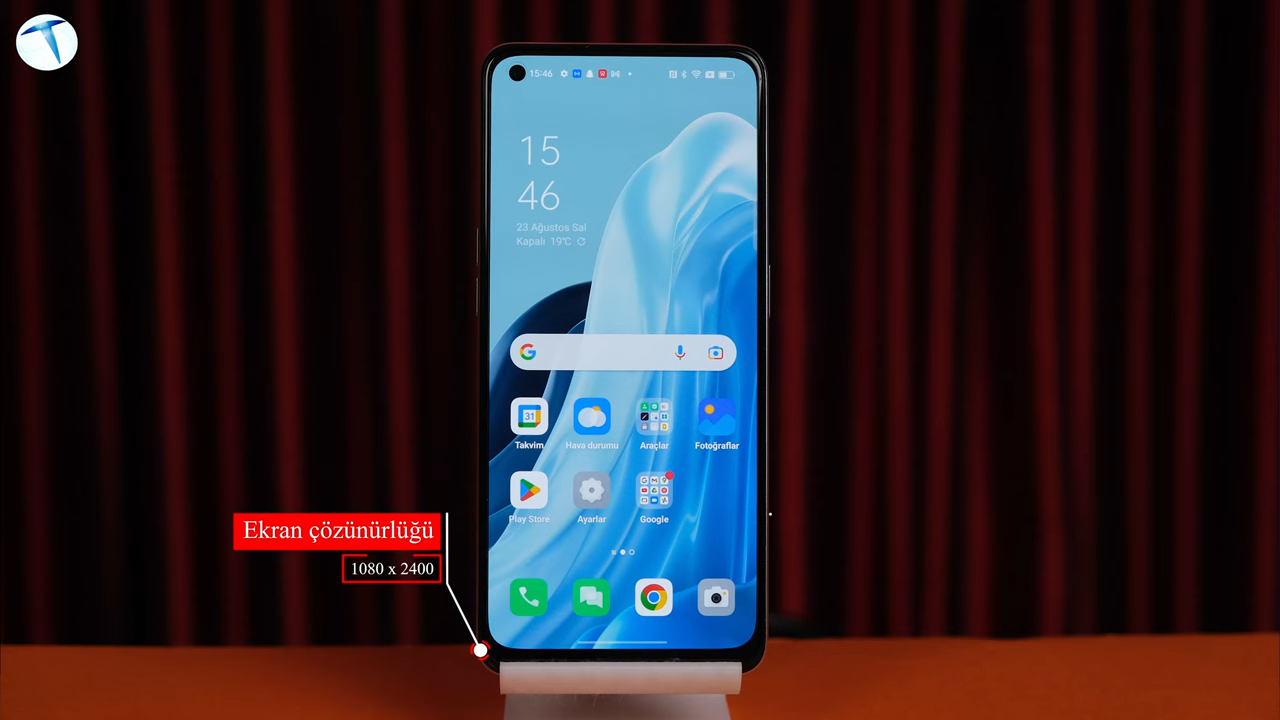 15:46
15
46
23 Ağustos Sal
Kapalı 19°C
31
Takvim
Hava durumu
Araçlar
Fotoğraflar
Play Store
Ayarlar
Google
Ekran çözünürlüğü
1080 x 2400